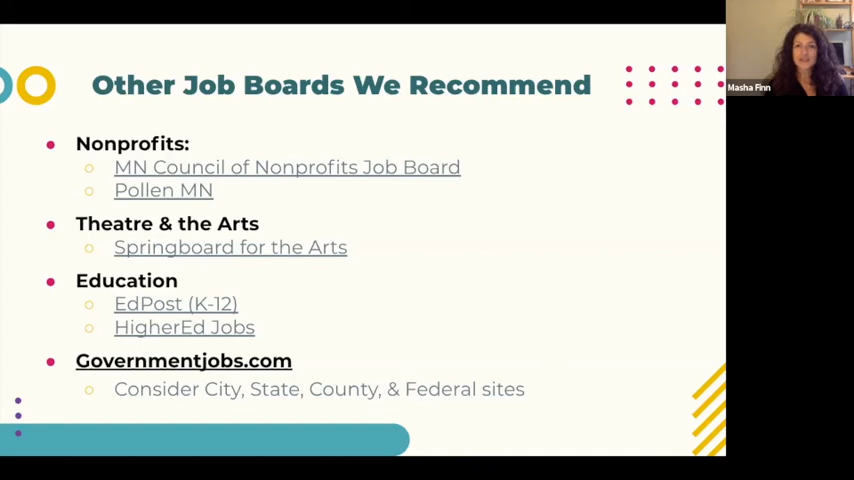 Other Job Boards We Recommend
Masha Finn
Nonprofits:
MN Council of Nonprofits Job Board
Pollen MN
Theatre & the Arts
Springboard for the Arts
Education
EdPost (K-12)
HigherEd Jobs
Governmentjobs.com
Consider City, State, County, & Federal sites